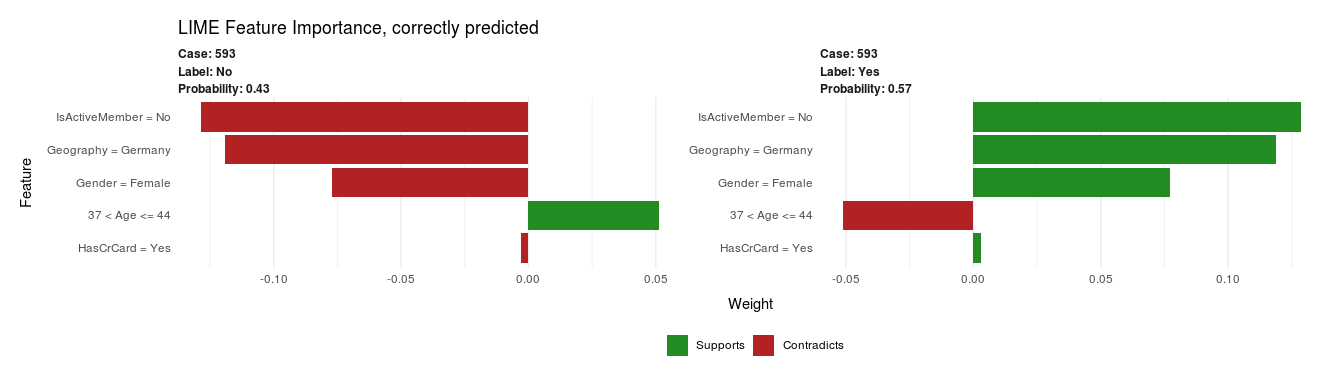 LIME Feature Importance, correctly predicted
Case: 593
Label: No
Probability: 0.43
Case: 593
Label: Yes
Probability: 0.57
Feature
IsActiveMember = No
Geography = Germany
Gender = Female
37 < Age <= 44
HasCrCard = Yes
-0.10 -0.05 0.00 0.05
IsActiveMember = No
Geography = Germany
Gender = Female
37 < Age <= 44
HasCrCard = Yes
-0.05 0.00 0.05 0.10
Weight
Supports Contradicts